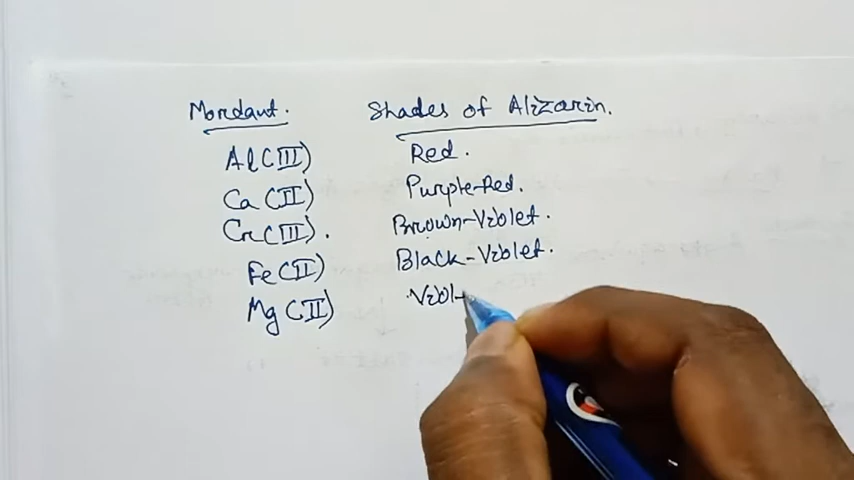 Mordant. Shades of Alizarin.
Al(III) Red.
Ca(II) Purple-Red.
Cr(III). Brown-Violet.
Fe(II) Black-Violet.
Mg(II) Viol